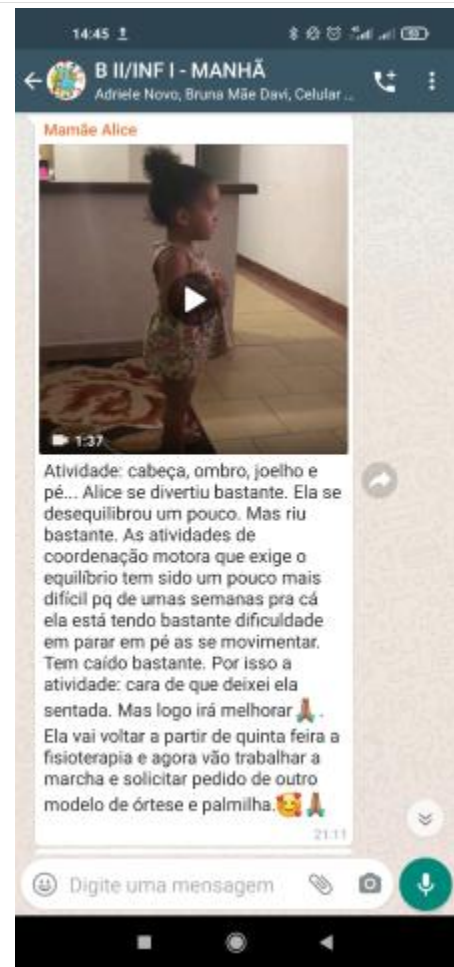 14:45
B II/INF I - MANHÃ
Adriele Novo, Bruna Mãe Davi, Celular ...
Mamãe Alice
1:37
Atividade: cabeça, ombro, joelho e
pé... Alice se divertiu bastante. Ela se
desequilibrou um pouco. Mas riu
bastante. As atividades de
coordenação motora que exige o
equilíbrio tem sido um pouco mais
difícil pq de umas semanas pra cá
ela está tendo bastante dificuldade
em parar em pé as se movimentar.
Tem caído bastante. Por isso a
atividade: cara de que deixei ela
sentada. Mas logo irá melhorar🙏🏽.
Ela vai voltar a partir de quinta feira a
fisioterapia e agora vão trabalhar a
marcha e solicitar pedido de outro
modelo de órtese e palmilha.🥰🙏🏽
21:11
Digite uma mensagem